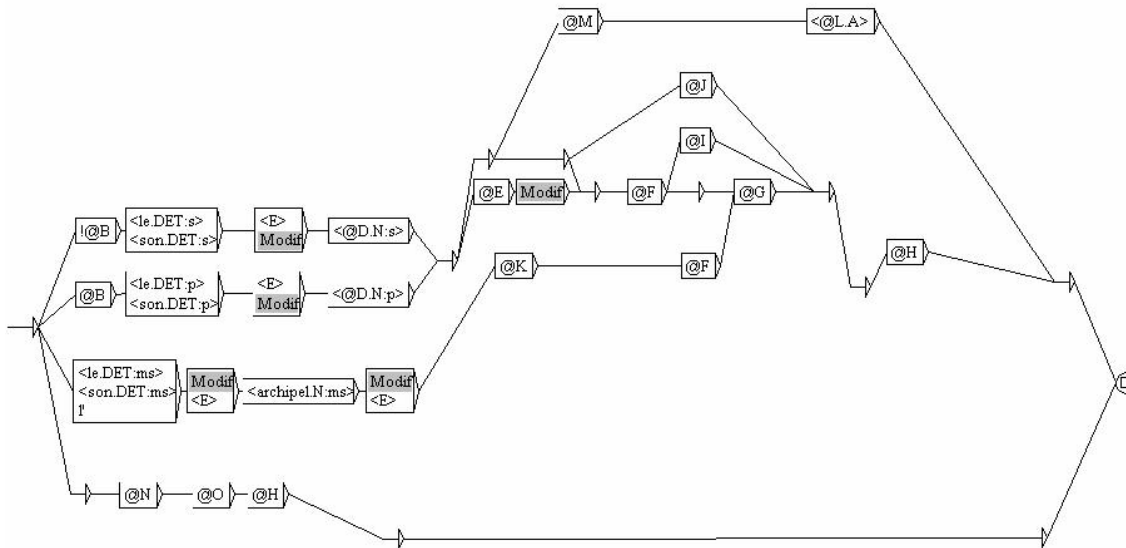 @M
<@L.A>
@J
@I
@E
Modif
@F
@G
!@B
<le.DET:s>
<son.DET:s>
<E>
Modif
<@D.N:s>
@K
@F
@H
@B
<le.DET:p>
<son.DET:p>
<E>
Modif
<@D.N:p>
<le.DET:ms>
<son.DET:ms>
l'
Modif
<E>
<archipel.N:ms>
Modif
<E>
@N
@O
@H